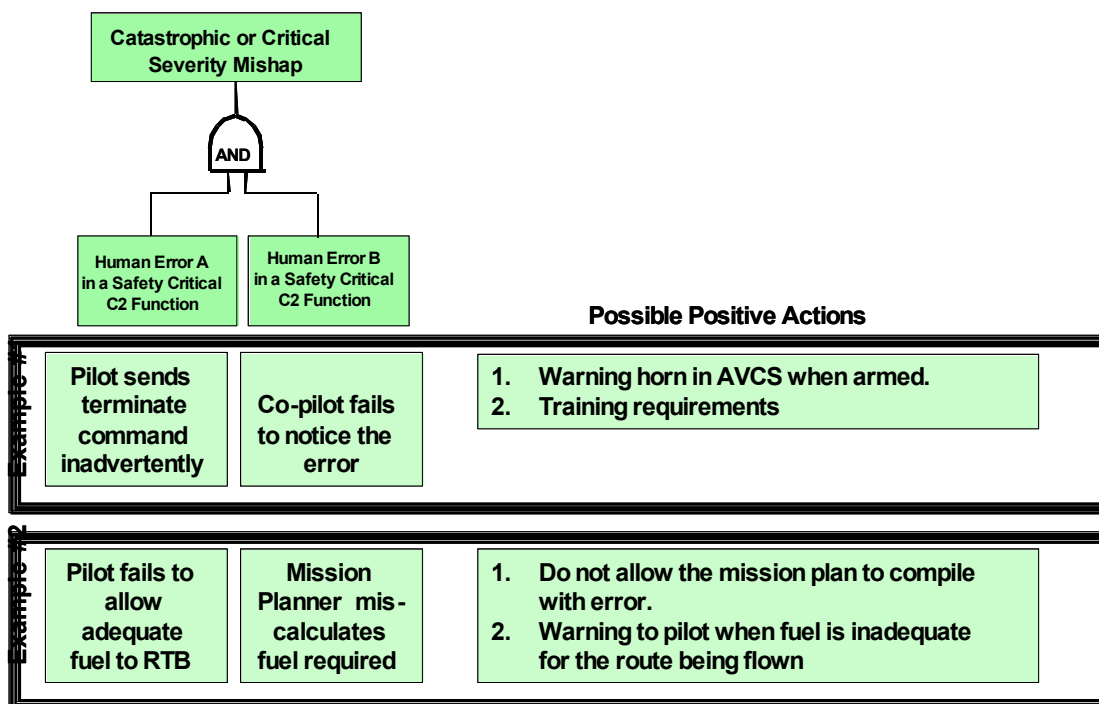 Catastrophic or Critical
Severity Mishap
AND
Human Error A
in a Safety Critical
C2 Function
Human Error B
in a Safety Critical
C2 Function
Possible Positive Actions
Example #1
Pilot sends
terminate
command
inadvertently
Co-pilot fails
to notice the
error
1. Warning horn in AVCS when armed.
2. Training requirements
Example #2
Pilot fails to
allow
adequate
fuel to RTB
Mission
Planner mis-
calculates
fuel required
1. Do not allow the mission plan to compile
with error.
2. Warning to pilot when fuel is inadequate
for the route being flown